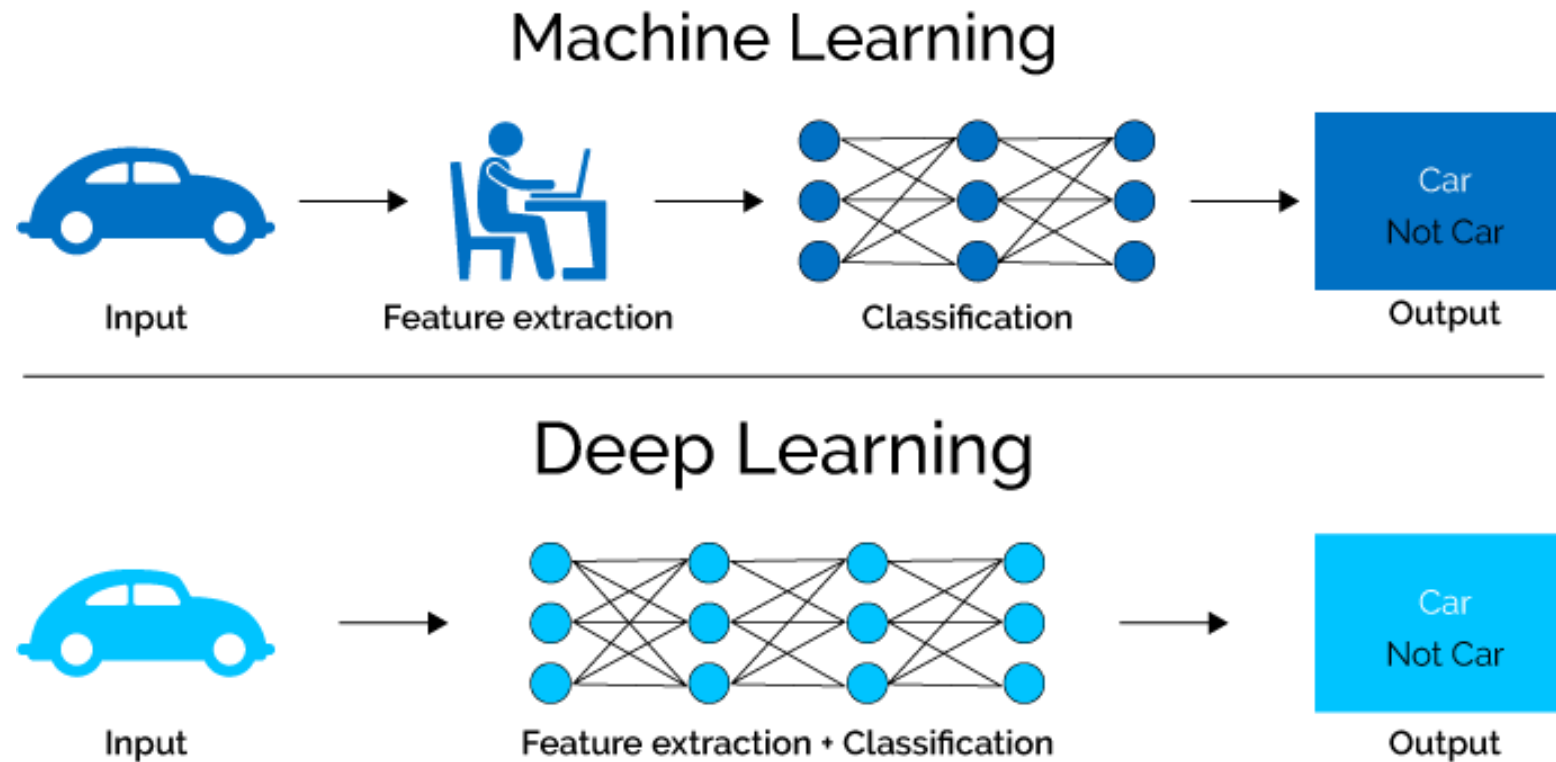 Machine Learning
Car
Not Car
Input
Feature extraction
Classification
Output
Deep Learning
Car
Not Car
Input
Feature extraction + Classification
Output